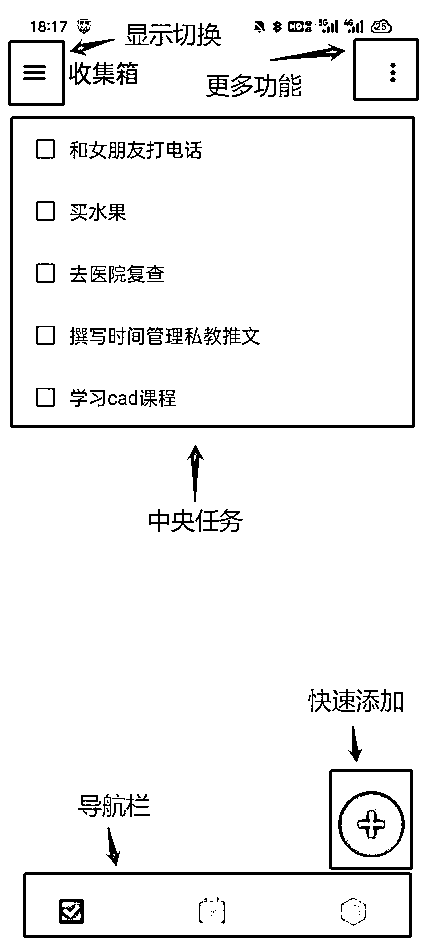 18:17
显示切换
收集箱
更多功能
和女朋友打电话
买水果
去医院复查
撰写时间管理私教推文
学习cad课程
中央任务
快速添加
导航栏